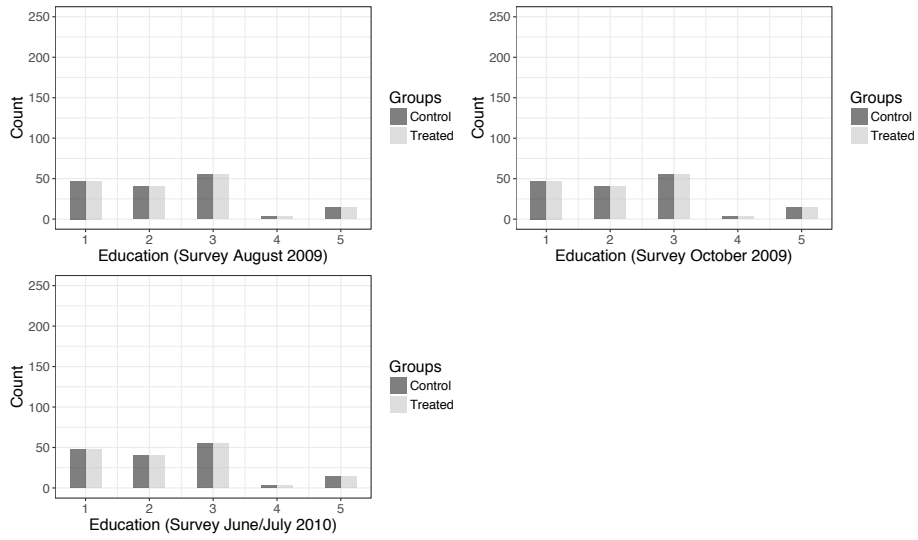 250
200
150
100
50
0
Count
1 2 3 4 5
Education (Survey August 2009)
Groups
Control
Treated
250
200
150
100
50
0
Count
1 2 3 4 5
Education (Survey October 2009)
Groups
Control
Treated
250
200
150
100
50
0
Count
1 2 3 4 5
Education (Survey June/July 2010)
Groups
Control
Treated